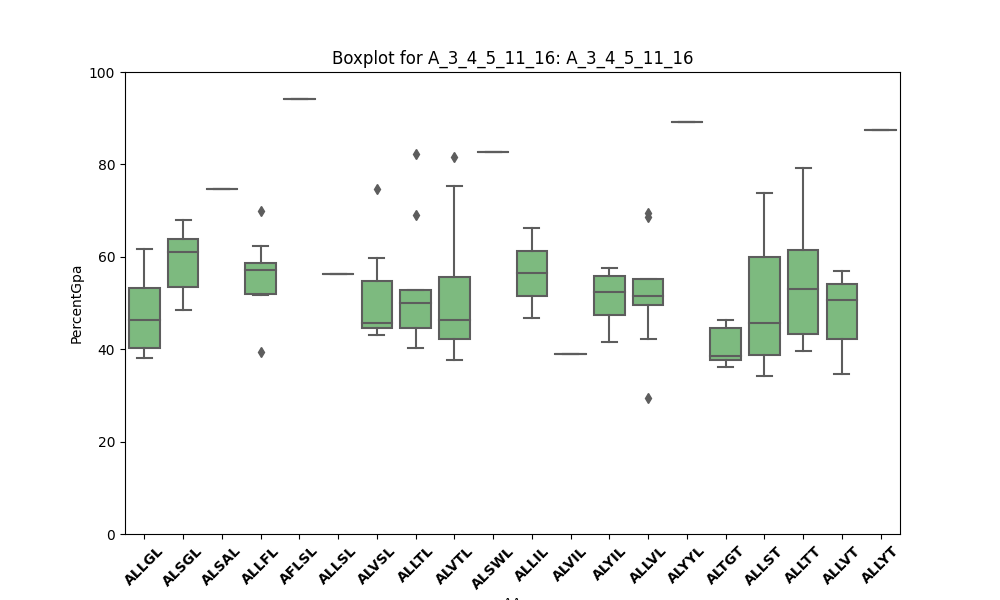 Boxplot for A_3_4_5_11_16: A_3_4_5_11_16
100
80
60
40
20
0
PercentGpa
ALLGL
ALSGL
ALSAL
ALLFL
AFLSL
ALLSL
ALVSL
ALLTL
ALVTL
ALSWL
ALLIL
ALVIL
ALYIL
ALLVL
ALYYL
ALTGT
ALLST
ALLTT
ALLVT
ALLYT